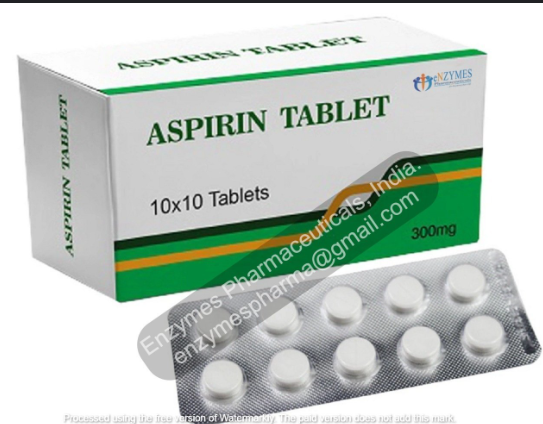 ASPIRIN TABLET
eNZYMES
Pharmaceuticals
ASPIRIN TABLET
ASPIRIN TABLET
10x10 Tablets
300mg
Enzymes Pharmaceuticals, India.
enzymespharma@gmail.com
Processed using the free version of Watermarkly. The paid version does not add this mark.